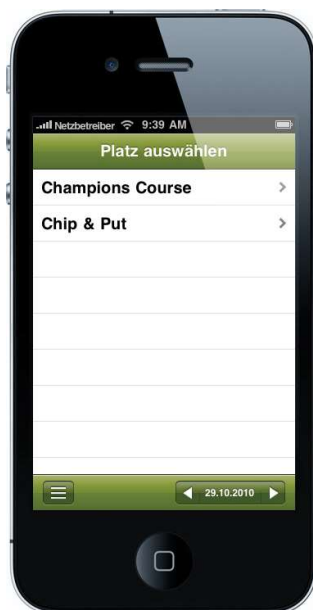 Netzbetreiber 9:39 AM
Platz auswählen
Champions Course
Chip & Put
29.10.2010